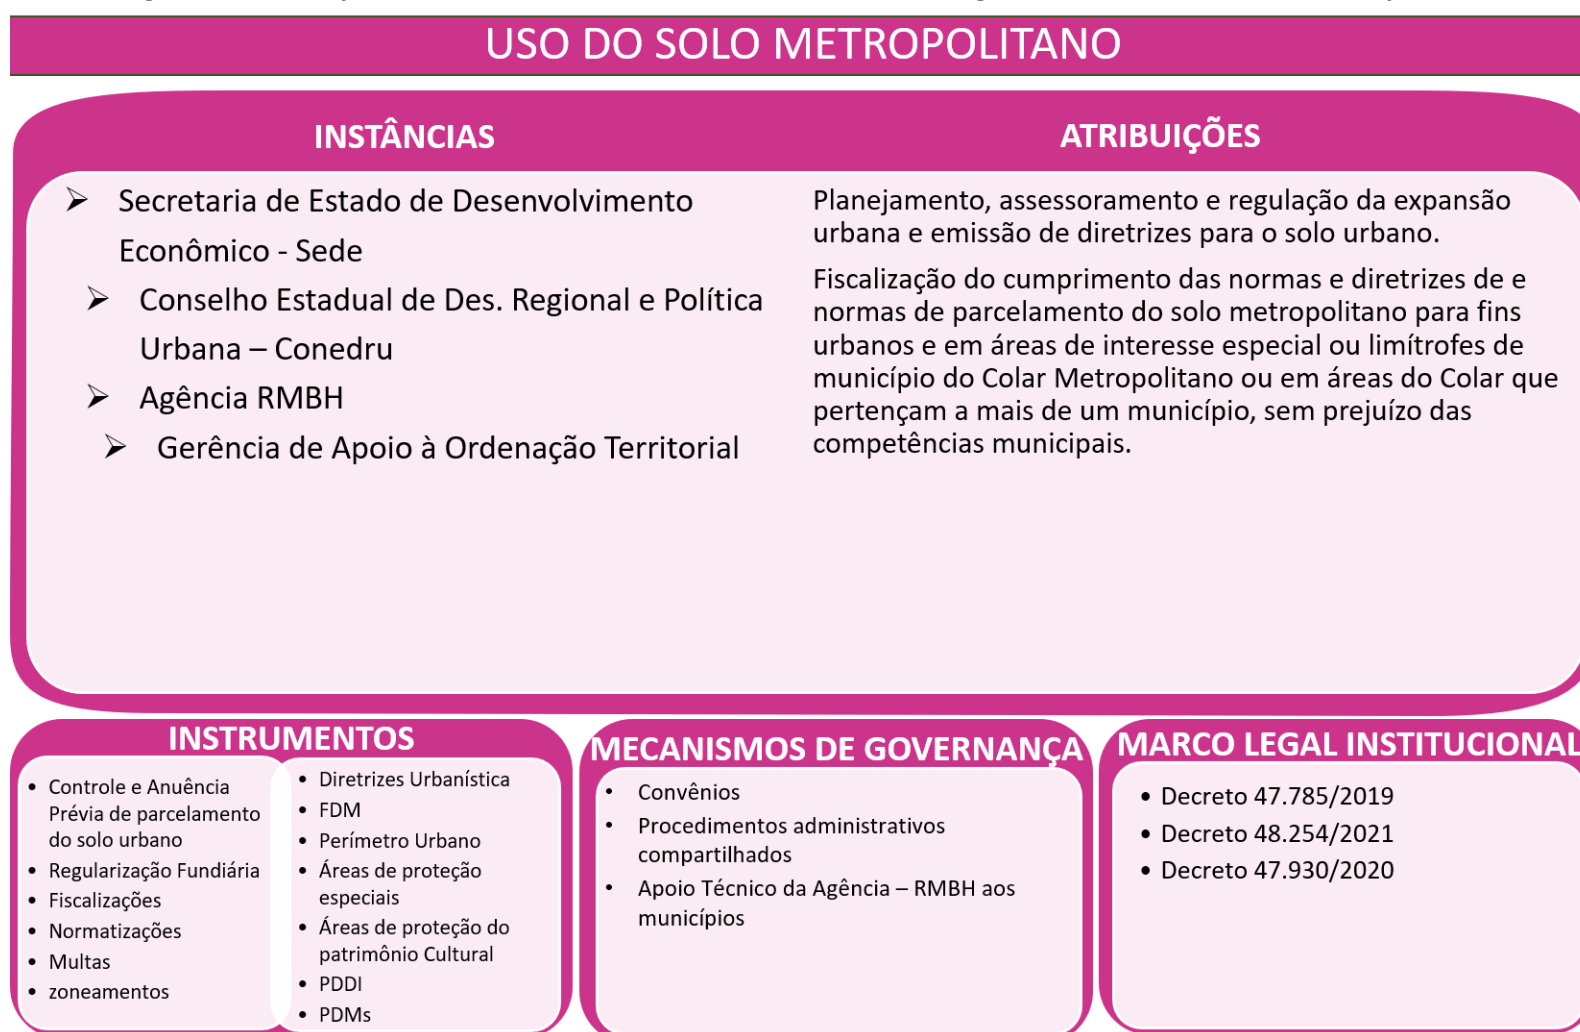 USO DO SOLO METROPOLITANO
INSTÂNCIAS
➢ Secretaria de Estado de Desenvolvimento
Econômico - Sede
➢ Conselho Estadual de Des. Regional e Política
Urbana – Conedru
➢ Agência RMBH
➢ Gerência de Apoio à Ordenação Territorial
ATRIBUIÇÕES
Planejamento, assessoramento e regulação da expansão
urbana e emissão de diretrizes para o solo urbano.
Fiscalização do cumprimento das normas e diretrizes de e
normas de parcelamento do solo metropolitano para fins
urbanos e em áreas de interesse especial ou limítrofes de
município do Colar Metropolitano ou em áreas do Colar que
pertençam a mais de um município, sem prejuízo das
competências municipais.
INSTRUMENTOS
• Controle e Anuência
Prévia de parcelamento
do solo urbano
• Regularização Fundiária
• Fiscalizações
• Normatizações
• Multas
• zoneamentos
• Diretrizes Urbanística
• FDM
• Perímetro Urbano
• Áreas de proteção
especiais
• Áreas de proteção do
patrimônio Cultural
• PDDI
• PDMs
MECANISMOS DE GOVERNANÇA
• Convênios
• Procedimentos administrativos
compartilhados
• Apoio Técnico da Agência – RMBH aos
municípios
MARCO LEGAL INSTITUCIONAL
• Decreto 47.785/2019
• Decreto 48.254/2021
• Decreto 47.930/2020